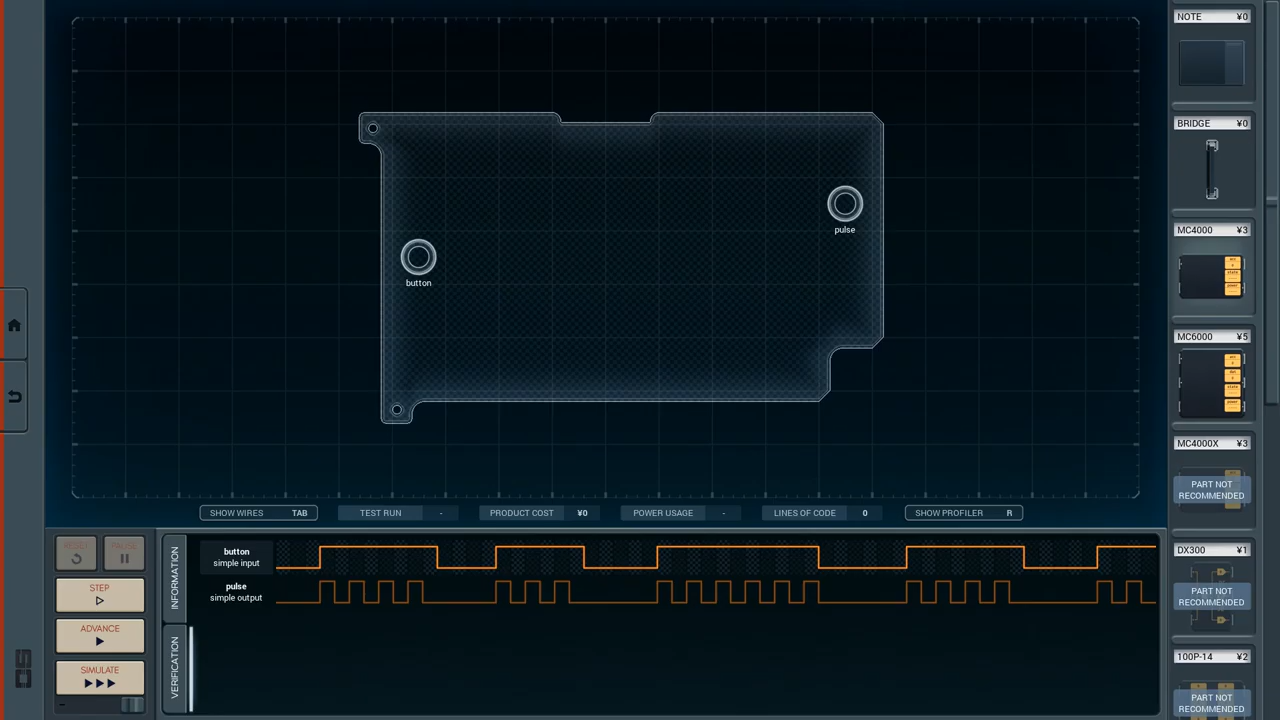 NOTE ¥0
BRIDGE ¥0
MC4000 ¥3
MC6000 ¥5
MC4000X ¥3
PART NOT
RECOMMENDED
DX300 ¥1
PART NOT
RECOMMENDED
100P-14 ¥2
PART NOT
RECOMMENDED
pulse
button
SHOW WIRES TAB
TEST RUN -
PRODUCT COST ¥0
POWER USAGE -
LINES OF CODE 0
SHOW PROFILER R
RESET
PAUSE
STEP
ADVANCE
SIMULATE
INFORMATION
VERIFICATION
button
simple input
pulse
simple output